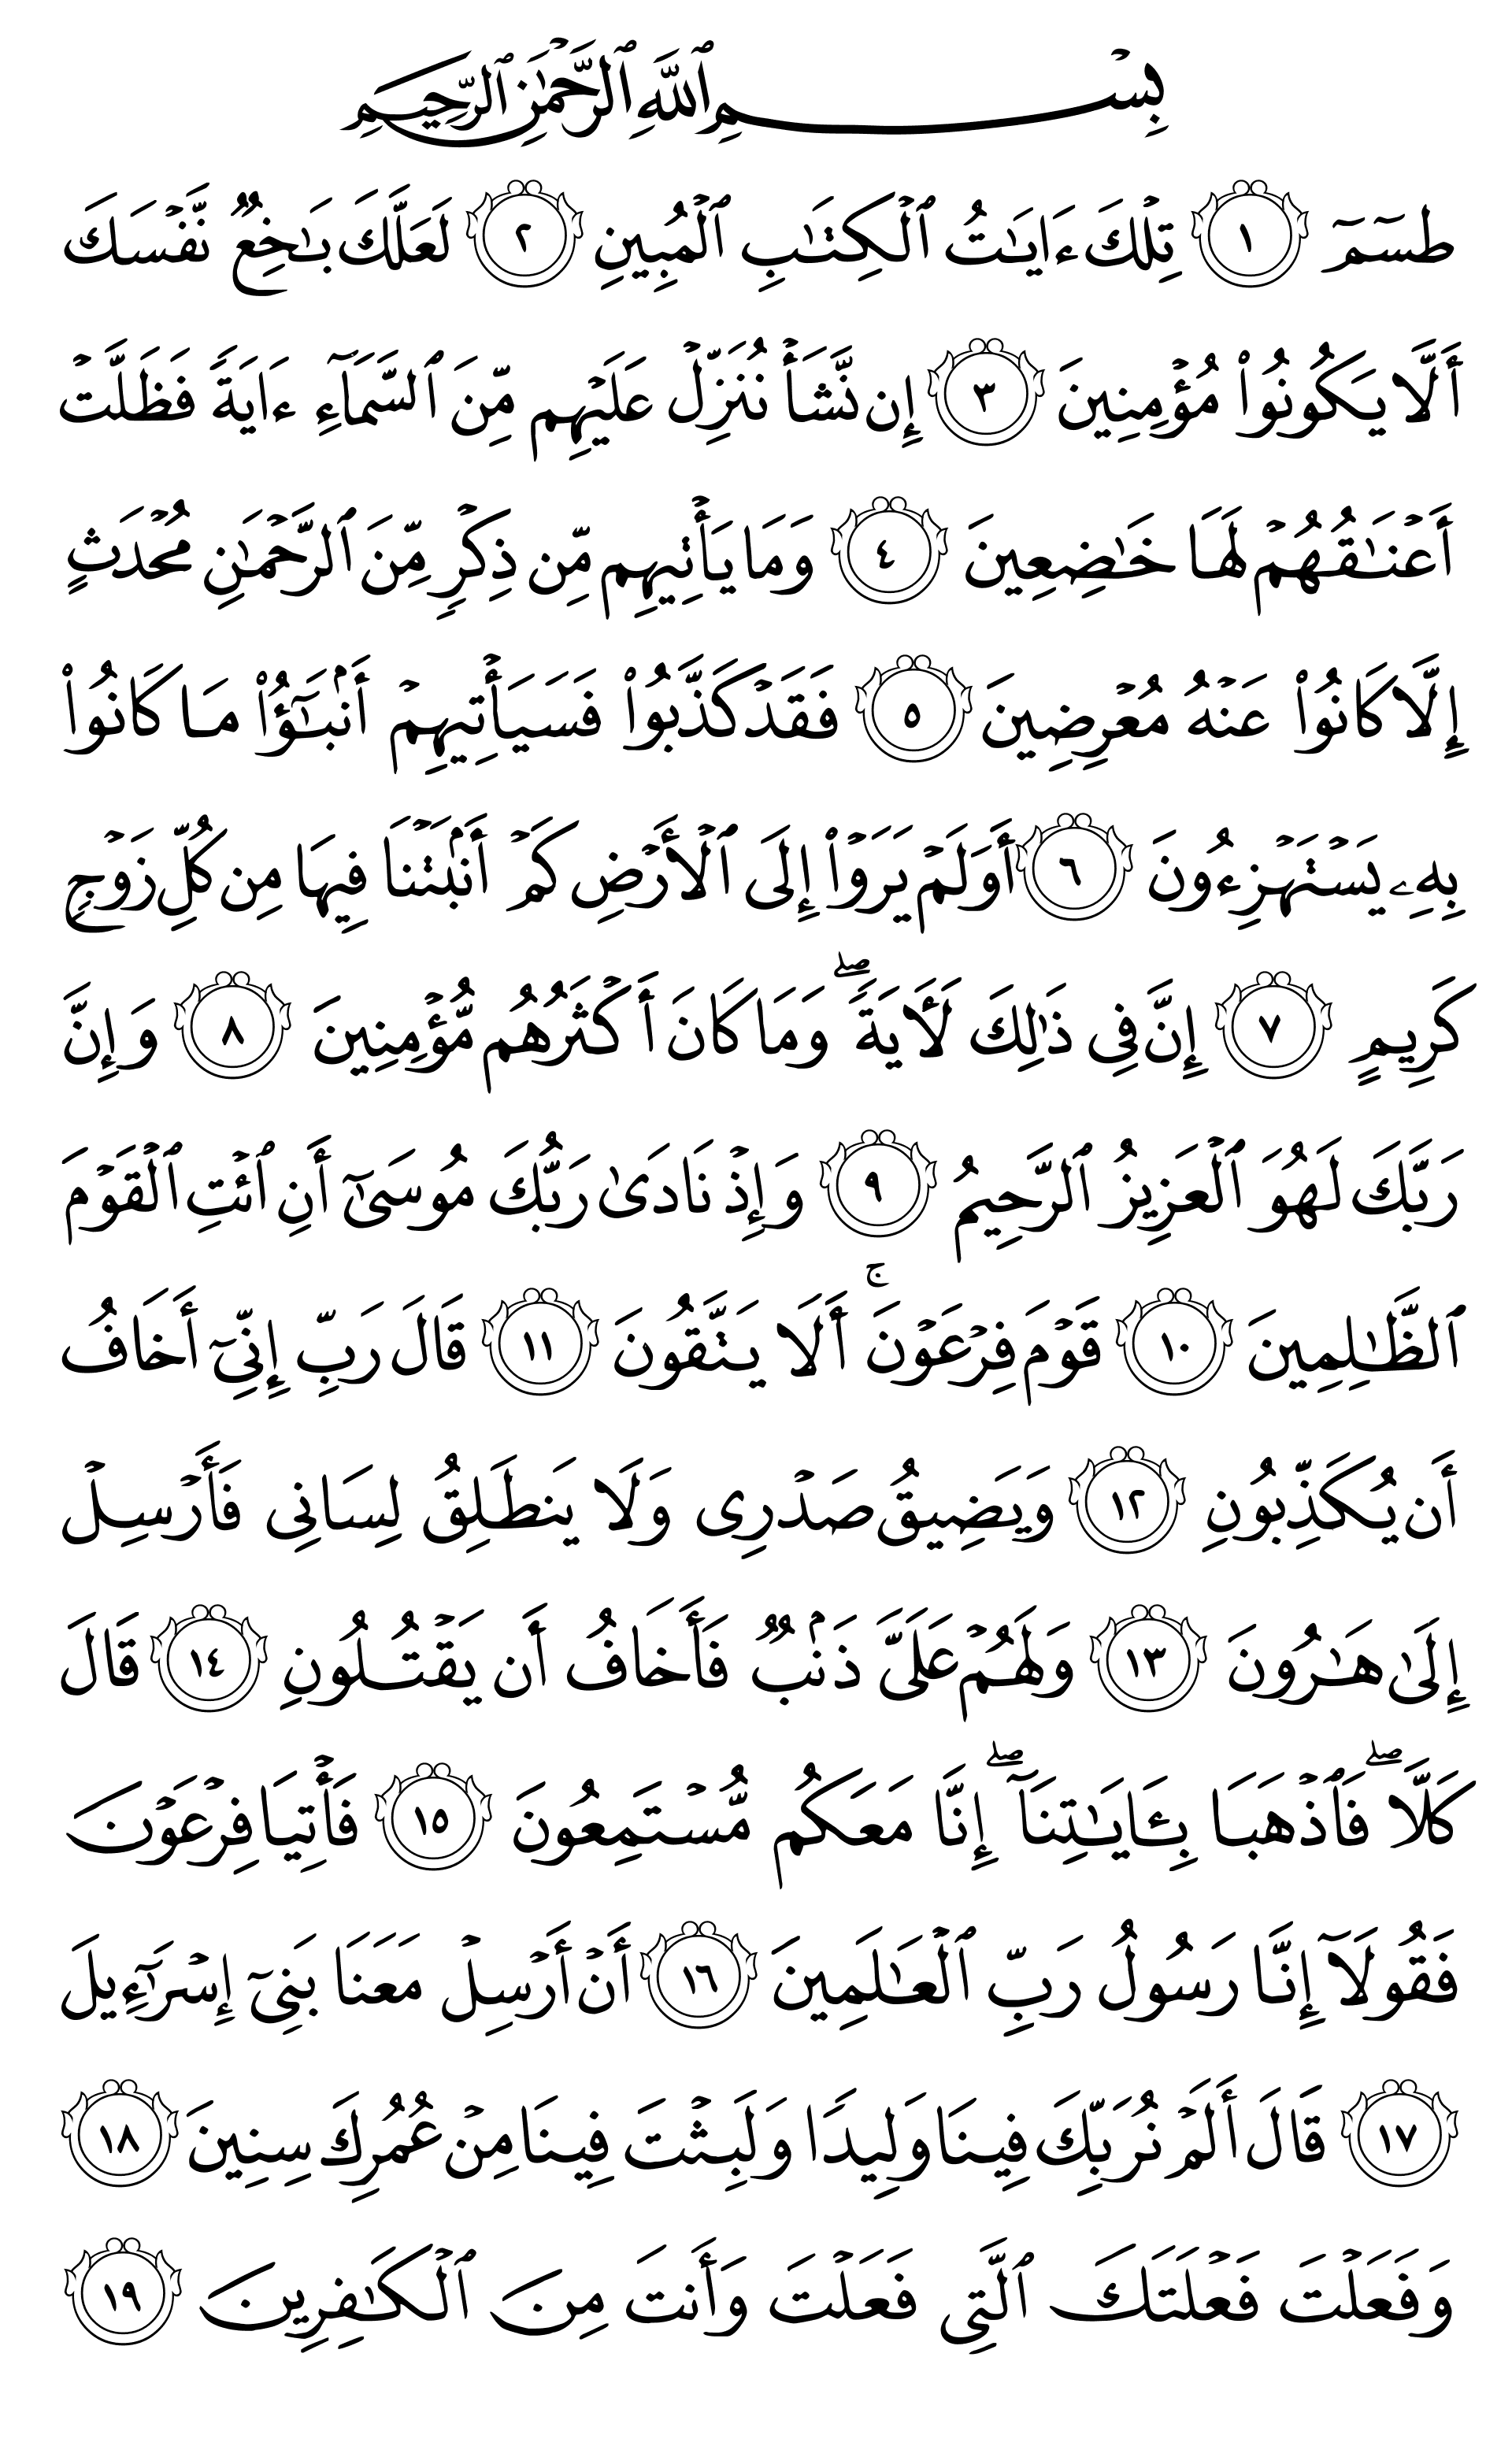 بِسْمِ ٱللَّهِ ٱلرَّحْمَٰنِ ٱلرَّحِيمِ
طسٓمٓ ١ تِلْكَ ءَايَٰتُ ٱلْكِتَٰبِ ٱلْمُبِينِ ٢ لَعَلَّكَ بَٰخِعٌ نَّفْسَكَ
أَلَّا يَكُونُوا۟ مُؤْمِنِينَ ٣ إِن نَّشَأْ نُنَزِّلْ عَلَيْهِم مِّنَ ٱلسَّمَآءِ ءَايَةً فَظَلَّتْ
أَعْنَٰقُهُمْ لَهَا خَٰضِعِينَ ٤ وَمَا يَأْتِيهِم مِّن ذِكْرٍ مِّنَ ٱلرَّحْمَٰنِ مُحْدَثٍ
إِلَّا كَانُوا۟ عَنْهُ مُعْرِضِينَ ٥ فَقَدْ كَذَّبُوا۟ فَسَيَأْتِيهِمْ أَنۢبَٰٓؤُا۟ مَا كَانُوا۟
بِهِۦ يَسْتَهْزِءُونَ ٦ أَوَلَمْ يَرَوْا۟ إِلَى ٱلْأَرْضِ كَمْ أَنۢبَتْنَا فِيهَا مِن كُلِّ زَوْجٍ
كَرِيمٍ ٧ إِنَّ فِى ذَٰلِكَ لَـَٔايَةً ۖ وَمَا كَانَ أَكْثَرُهُم مُّؤْمِنِينَ ٨ وَإِنَّ
رَبَّكَ لَهُوَ ٱلْعَزِيزُ ٱلرَّحِيمُ ٩ وَإِذْ نَادَىٰ رَبُّكَ مُوسَىٰٓ أَنِ ٱئْتِ ٱلْقَوْمَ
ٱلظَّٰلِمِينَ ١٠ قَوْمَ فِرْعَوْنَ ۚ أَلَا يَتَّقُونَ ١١ قَالَ رَبِّ إِنِّىٓ أَخَافُ
أَن يُكَذِّبُونِ ١٢ وَيَضِيقُ صَدْرِى وَلَا يَنطَلِقُ لِسَانِى فَأَرْسِلْ
إِلَىٰ هَٰرُونَ ١٣ وَلَهُمْ عَلَىَّ ذَنۢبٌ فَأَخَافُ أَن يَقْتُلُونِ ١٤ قَالَ
كَلَّا ۖ فَٱذْهَبَا بِـَٔايَٰتِنَآ ۖ إِنَّا مَعَكُم مُّسْتَمِعُونَ ١٥ فَأْتِيَا فِرْعَوْنَ
فَقُولَآ إِنَّا رَسُولُ رَبِّ ٱلْعَٰلَمِينَ ١٦ أَنْ أَرْسِلْ مَعَنَا بَنِىٓ إِسْرَٰٓءِيلَ
١٧ قَالَ أَلَمْ نُرَبِّكَ فِينَا وَلِيدًا وَلَبِثْتَ فِينَا مِنْ عُمُرِكَ سِنِينَ ١٨
وَفَعَلْتَ فَعْلَتَكَ ٱلَّتِى فَعَلْتَ وَأَنتَ مِنَ ٱلْكَٰفِرِينَ ١٩